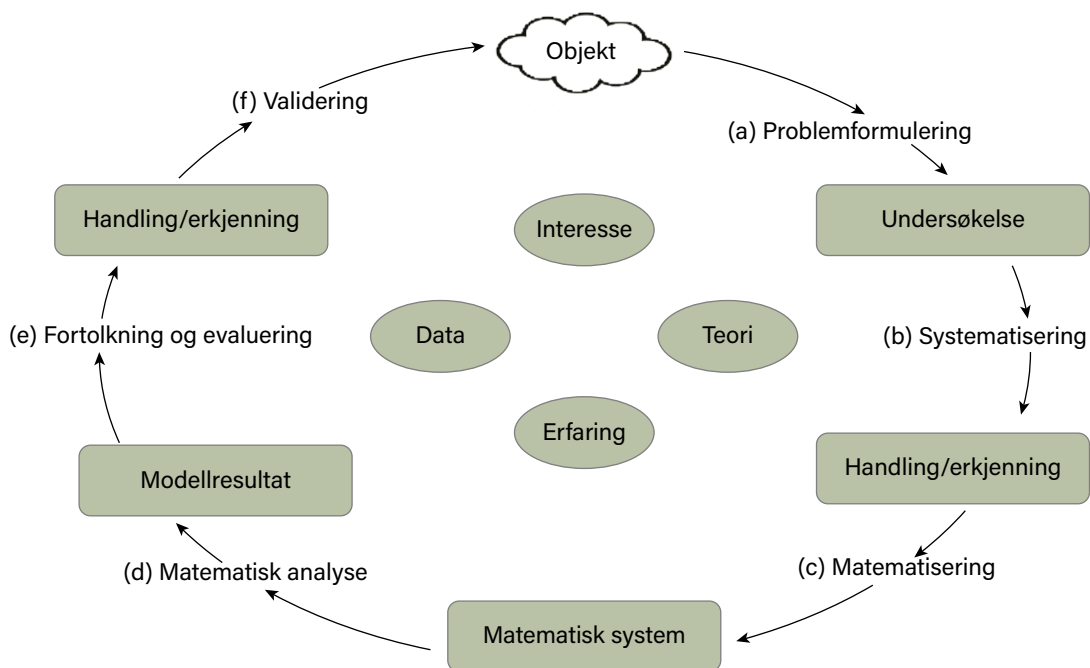 Objekt
(f) Validering
(a) Problemformulering
Handling/erkjenning
Interesse
Undersøkelse
(e) Fortolkning og evaluering
Data
Teori
(b) Systematisering
Erfaring
Modellresultat
Handling/erkjenning
(d) Matematisk analyse
(c) Matematisering
Matematisk system